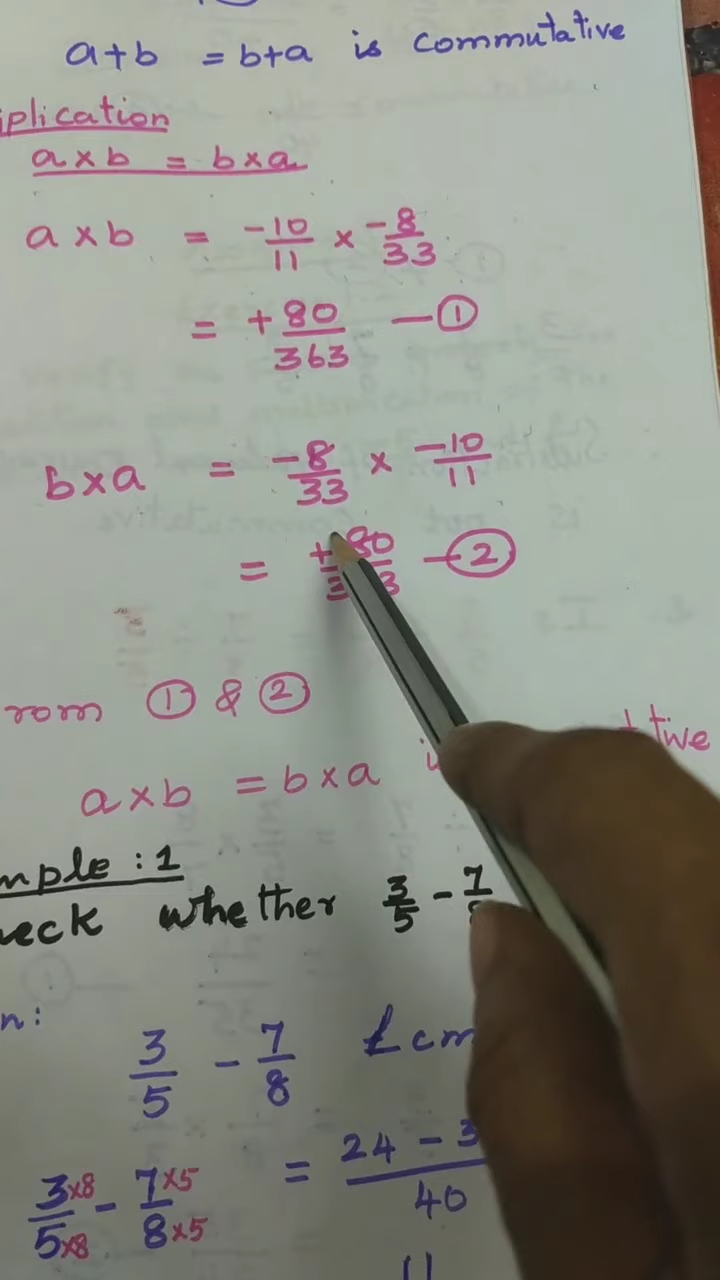 a+b = b+a is commutative
iplication
a × b = b × a
a × b = -10/11 × -8/33
= +80/363 — ①
b × a = -8/33 × -10/11
= +80 — ②
rom ① & ②
a × b = b × a
mple : 1
eck whether 3/5 - 7
n:
3/5 - 7/8 Lcm
3×8/5×8 - 7×5/8×5 = 24 - 3 /40
11